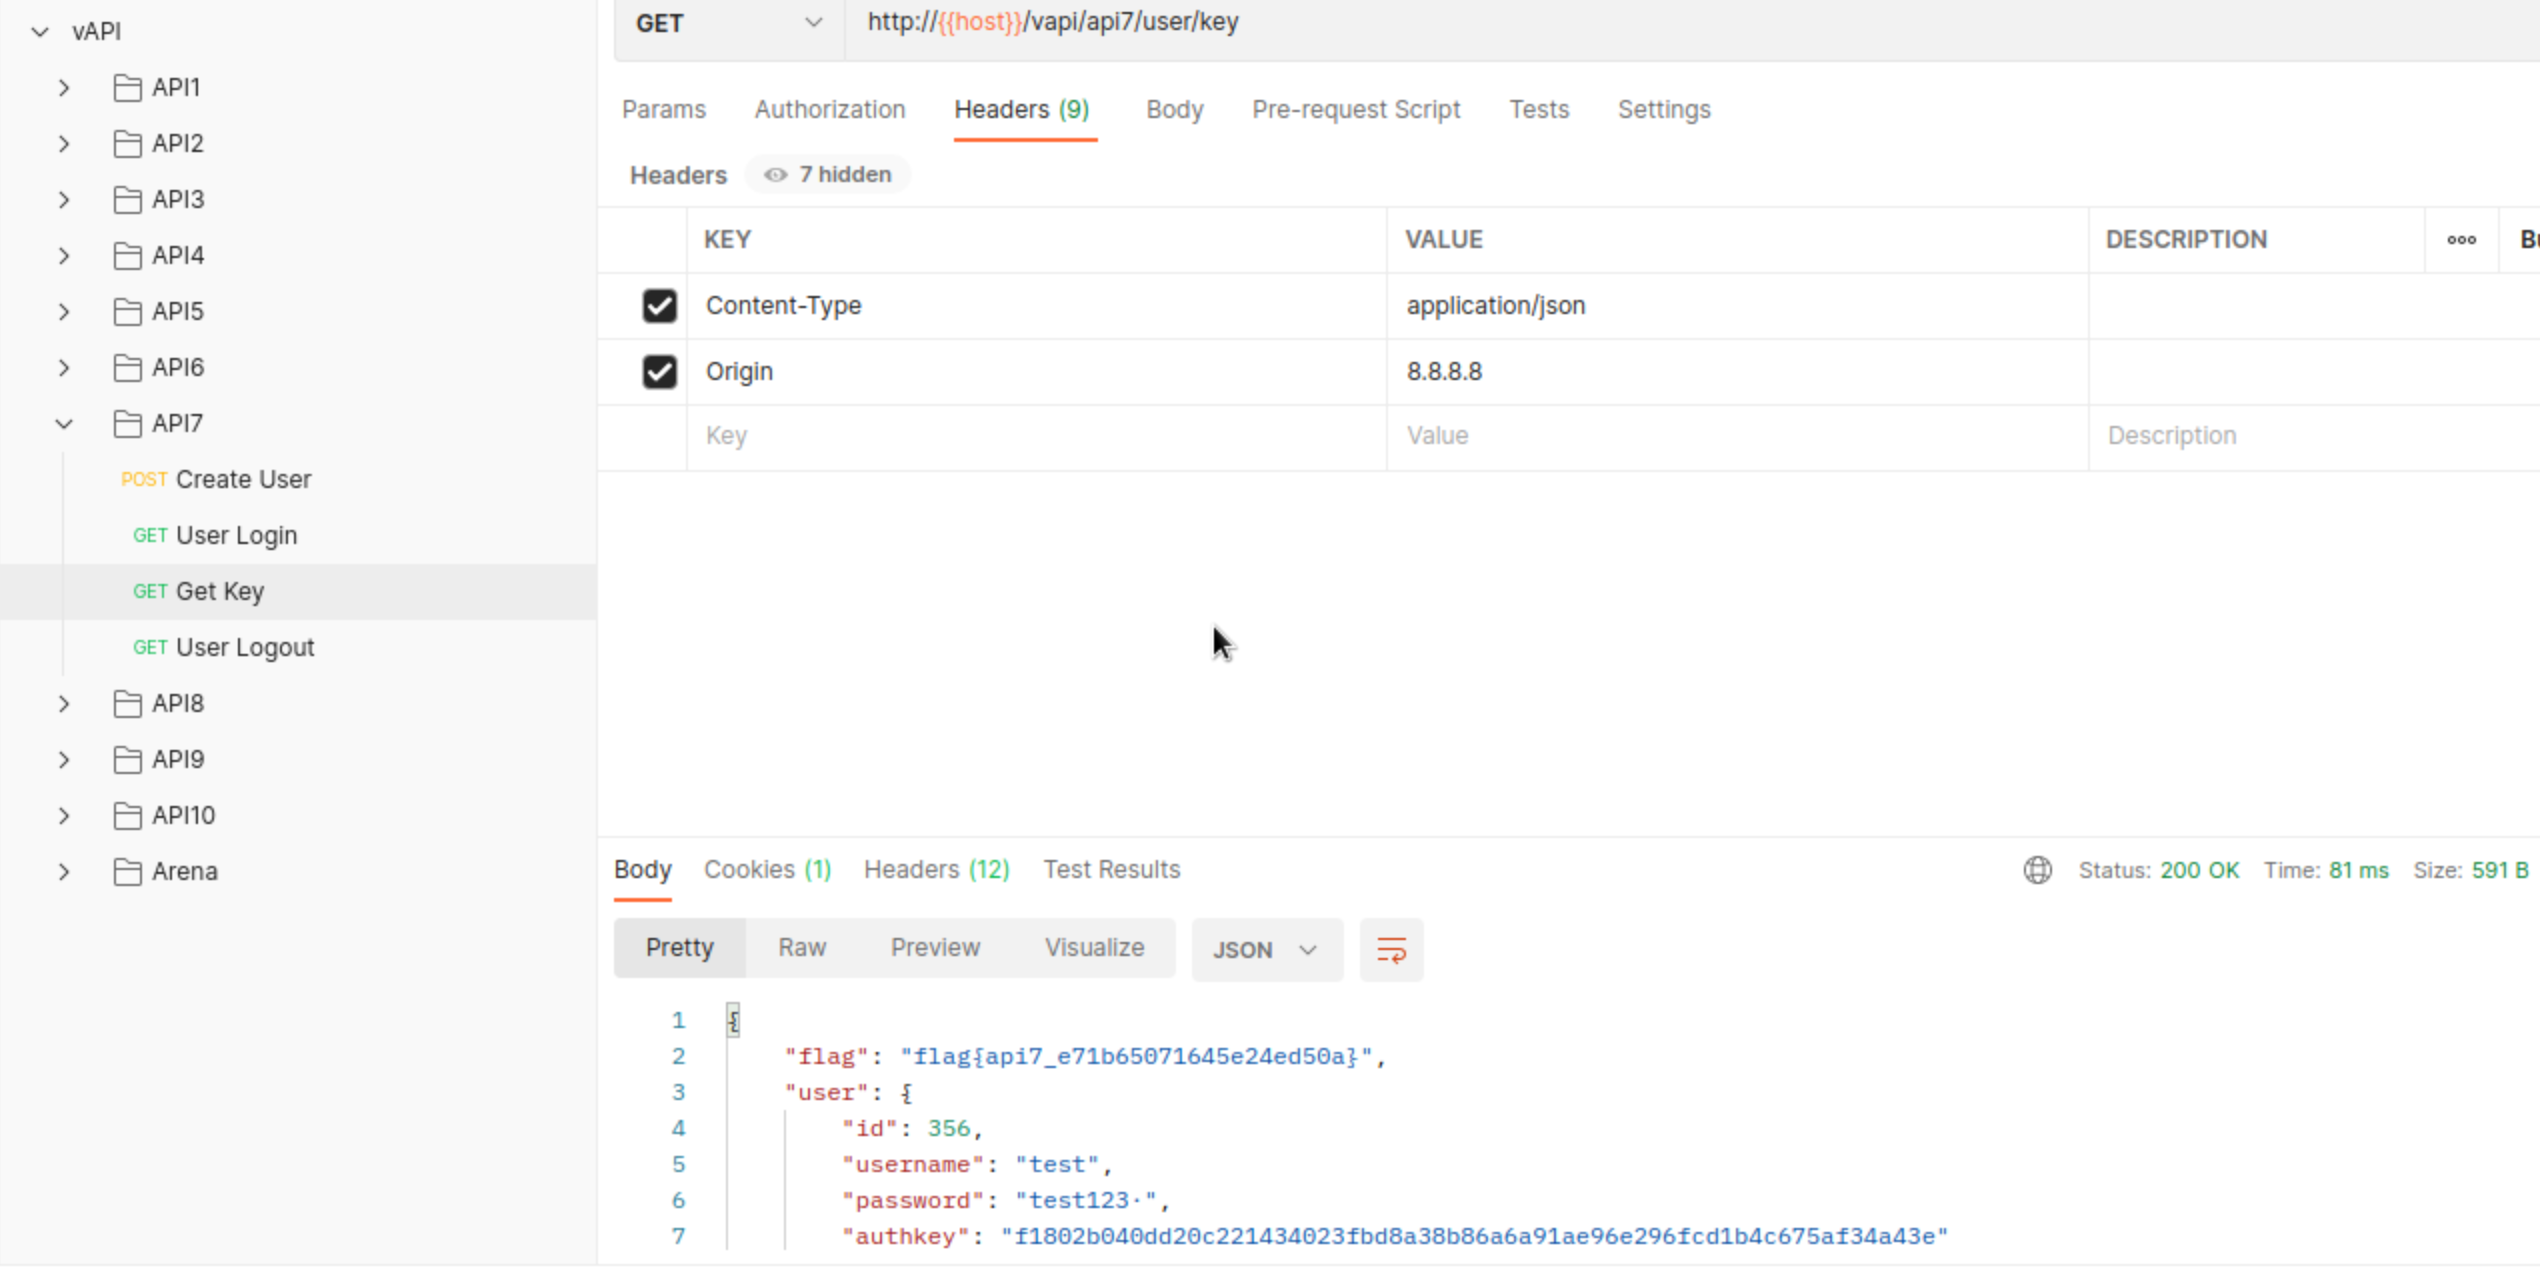 vAPI
API1
API2
API3
API4
API5
API6
API7
POST Create User
GET User Login
GET Get Key
GET User Logout
API8
API9
API10
Arena
GET http://{{host}}/vapi/api7/user/key
Params Authorization Headers (9) Body Pre-request Script Tests Settings
Headers 7 hidden
KEY VALUE DESCRIPTION
Content-Type application/json
Origin 8.8.8.8
Key Value Description
Body Cookies (1) Headers (12) Test Results Status: 200 OK Time: 81 ms Size: 591 B
Pretty Raw Preview Visualize JSON
1 {
2 "flag": "flag{api7_e71b65071645e24ed50a}",
3 "user": {
4 "id": 356,
5 "username": "test",
6 "password": "test123·",
7 "authkey": "f1802b040dd20c221434023fbd8a38b86a6a91ae96e296fcd1b4c675af34a43e"